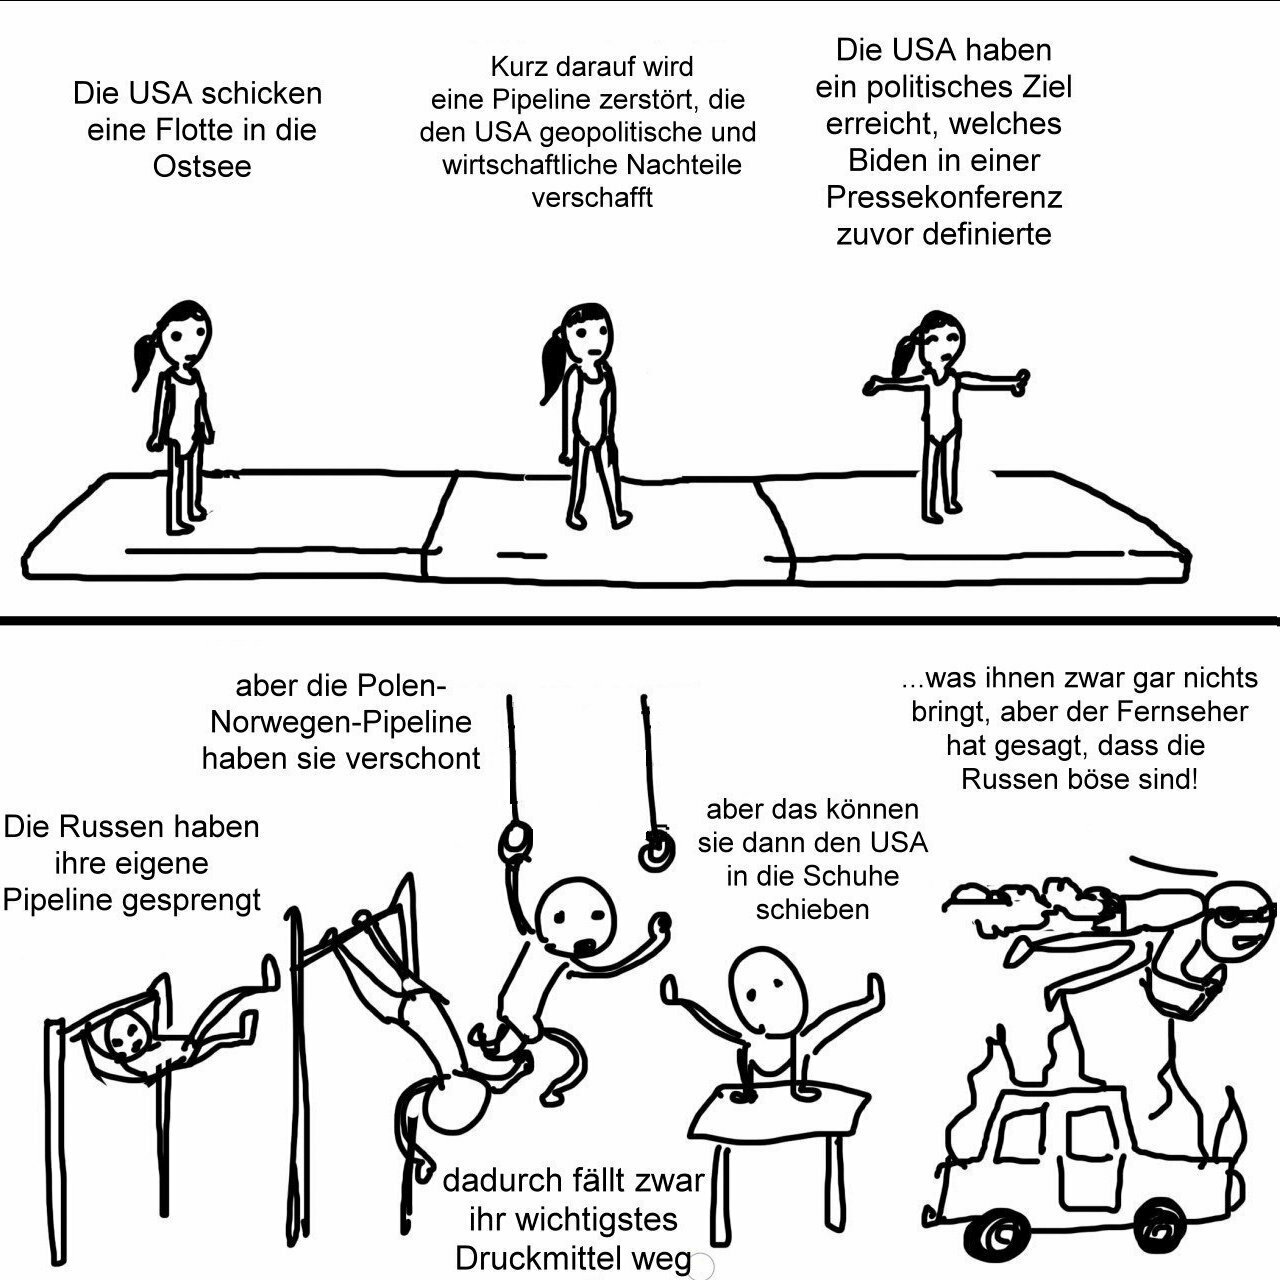 Die USA schicken
eine Flotte in die
Ostsee
Kurz darauf wird
eine Pipeline zerstört, die
den USA geopolitische und
wirtschaftliche Nachteile
verschafft
Die USA haben
ein politisches Ziel
erreicht, welches
Biden in einer
Pressekonferenz
zuvor definierte
Die Russen haben
ihre eigene
Pipeline gesprengt
aber die Polen-
Norwegen-Pipeline
haben sie verschont
dadurch fällt zwar
ihr wichtigstes
Druckmittel weg
aber das können
sie dann den USA
in die Schuhe
schieben
...was ihnen zwar gar nichts
bringt, aber der Fernseher
hat gesagt, dass die
Russen böse sind!